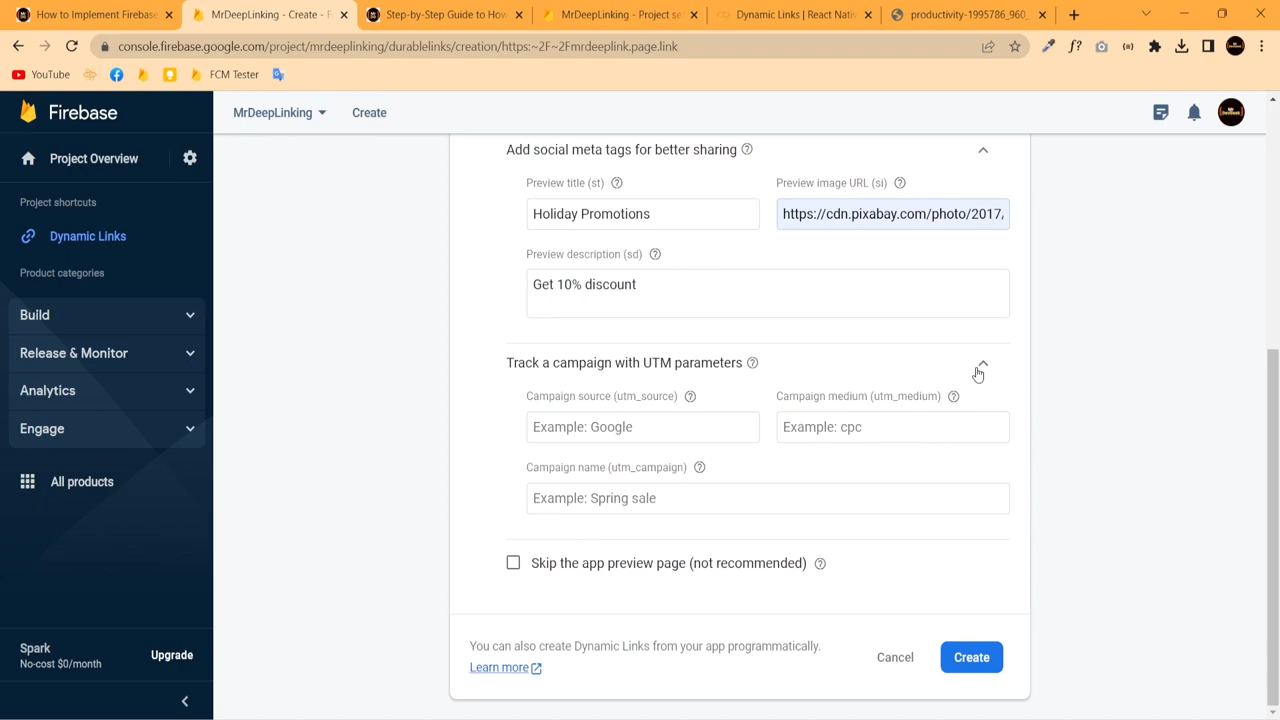 How to Implement Firebase
MrDeepLinking - Create - F
Step-by-Step Guide to How
MrDeepLinking - Project se
Dynamic Links | React Nati
productivity-1995786_960_
console.firebase.google.com/project/mrdeeplinking/durablelinks/creation/https:~2F~2Fmrdeeplink.page.link
YouTube
FCM Tester
Firebase
MrDeepLinking
Create
Project Overview
Project shortcuts
Dynamic Links
Product categories
Build
Release & Monitor
Analytics
Engage
All products
Spark
No-cost $0/month
Upgrade
Add social meta tags for better sharing
Preview title (st)
Preview image URL (si)
Holiday Promotions
https://cdn.pixabay.com/photo/2017,
Preview description (sd)
Get 10% discount
Track a campaign with UTM parameters
Campaign source (utm_source)
Campaign medium (utm_medium)
Example: Google
Example: cpc
Campaign name (utm_campaign)
Example: Spring sale
Skip the app preview page (not recommended)
You can also create Dynamic Links from your app programmatically.
Learn more
Cancel
Create